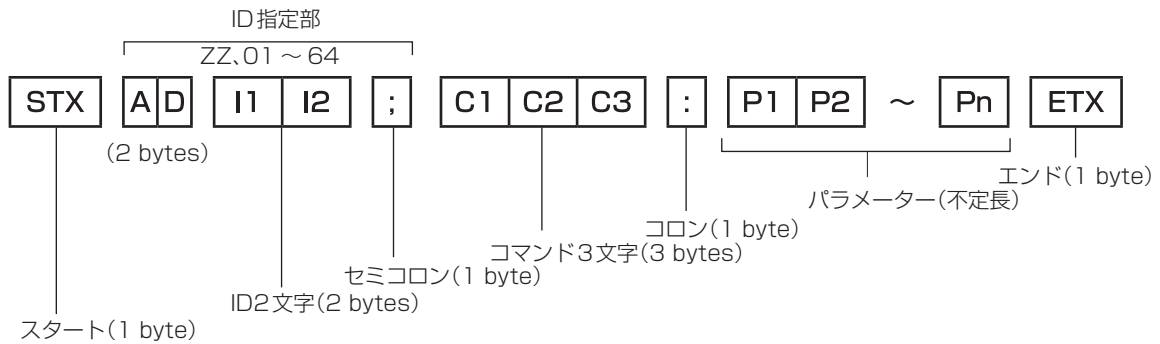 ID指定部
ZZ、01 ～ 64
STX A D I1 I2 ; C1 C2 C3 : P1 P2 ～ Pn ETX
(2 bytes)
エンド(1 byte)
パラメーター(不定長)
コロン(1 byte)
コマンド3文字(3 bytes)
セミコロン(1 byte)
ID2文字(2 bytes)
スタート(1 byte)